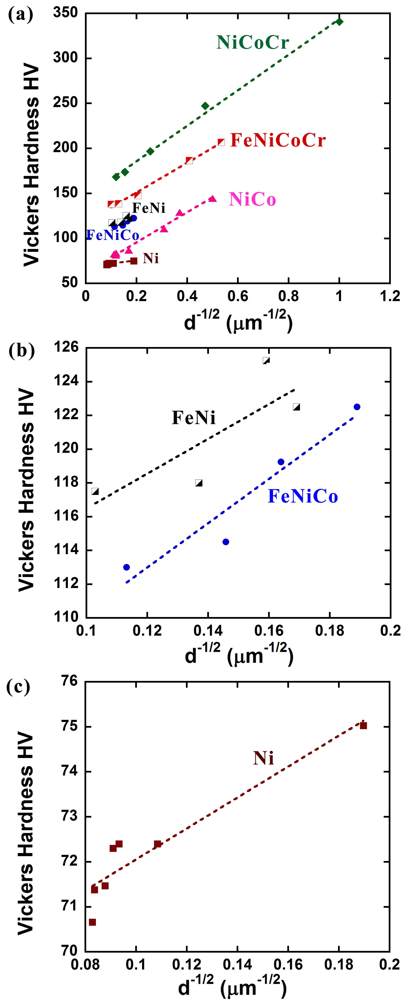 (a)
350
300
250
200
150
100
50
Vickers Hardness HV
NiCoCr
FeNiCoCr
NiCo
FeNi
FeNiCo
Ni
0 0.2 0.4 0.6 0.8 1 1.2
d-1/2 (μm-1/2)
(b)
126
124
122
120
118
116
114
112
110
Vickers Hardness HV
FeNi
FeNiCo
0.1 0.12 0.14 0.16 0.18 0.2
d-1/2 (μm-1/2)
(c)
76
75
74
73
72
71
70
Vickers Hardness HV
Ni
0.08 0.1 0.12 0.14 0.16 0.18 0.2
d-1/2 (μm-1/2)